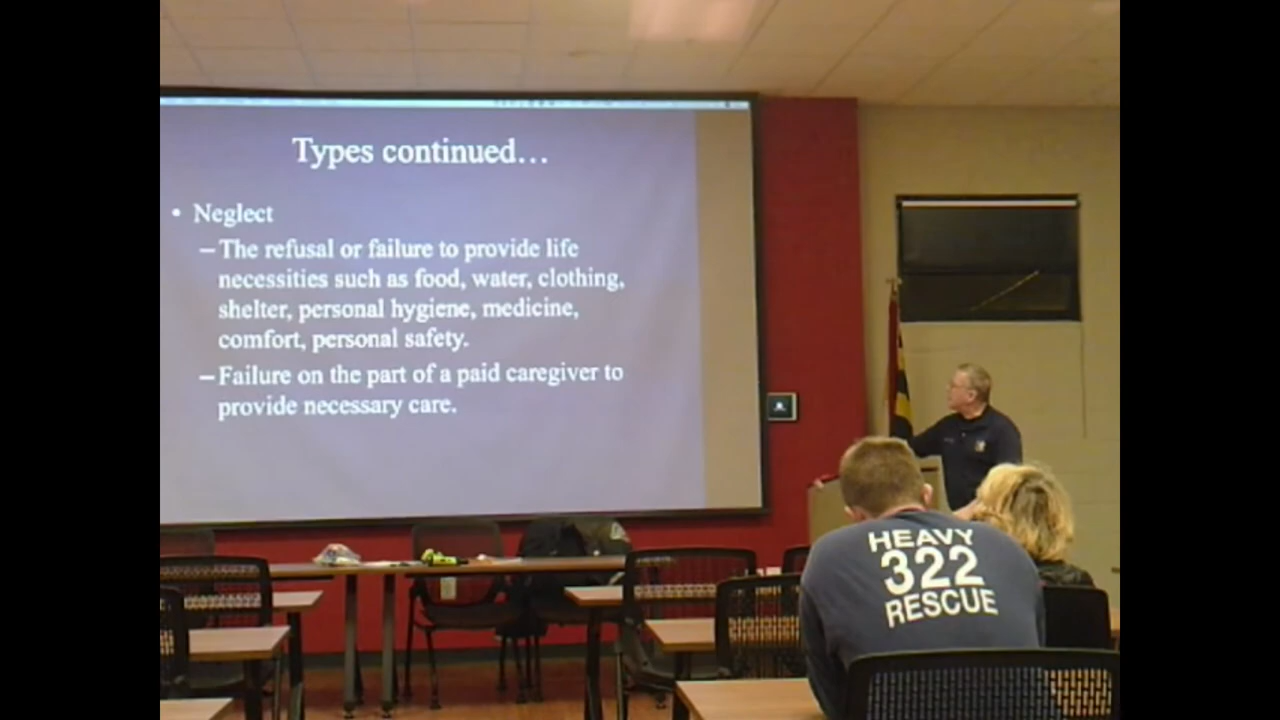 Types continued…
• Neglect
– The refusal or failure to provide life
necessities such as food, water, clothing,
shelter, personal hygiene, medicine,
comfort, personal safety.
– Failure on the part of a paid caregiver to
provide necessary care.
HEAVY
322
RESCUE